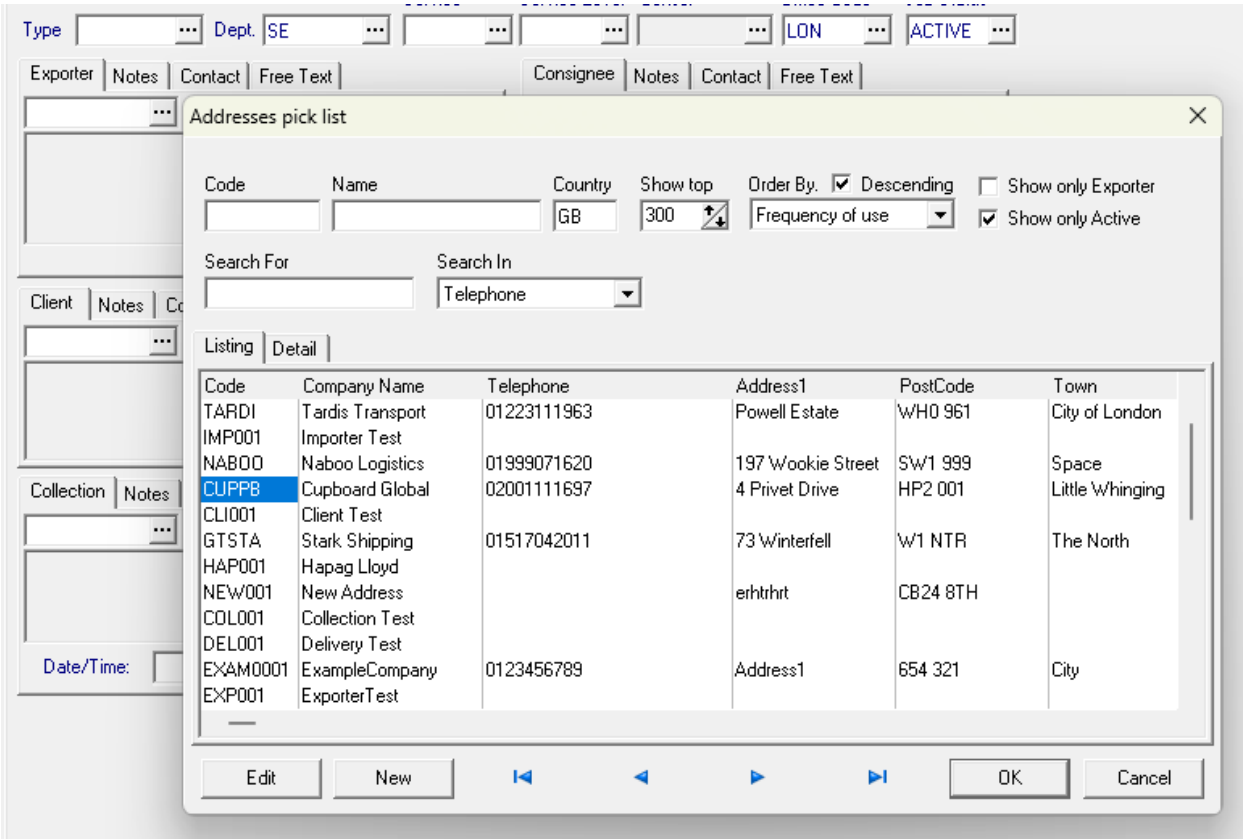 Type ... Dept. SE ... ... ... ... LON ... ACTIVE ...
Exporter Notes Contact Free Text Consignee Notes Contact Free Text
...
Addresses pick list
Code Name Country Show top Order By. Descending Show only Exporter
GB 300 Frequency of use Show only Active
Search For Search In
Telephone
Client Notes Co
...
Listing Detail
Code Company Name Telephone Address1 PostCode Town
TARDI Tardis Transport 01223111963 Powell Estate WH0 961 City of London
IMP001 Importer Test
NABOO Naboo Logistics 01999071620 197 Wookie Street SW1 999 Space
CUPPB Cupboard Global 02001111697 4 Privet Drive HP2 001 Little Whinging
Collection Notes
CLI001 Client Test
...
GTSTA Stark Shipping 01517042011 73 Winterfell W1 NTR The North
HAP001 Hapag Lloyd
NEW001 New Address erhtrhrt CB24 8TH
COL001 Collection Test
DEL001 Delivery Test
Date/Time:
EXAM0001 ExampleCompany 0123456789 Address1 654 321 City
EXP001 ExporterTest
Edit New OK Cancel